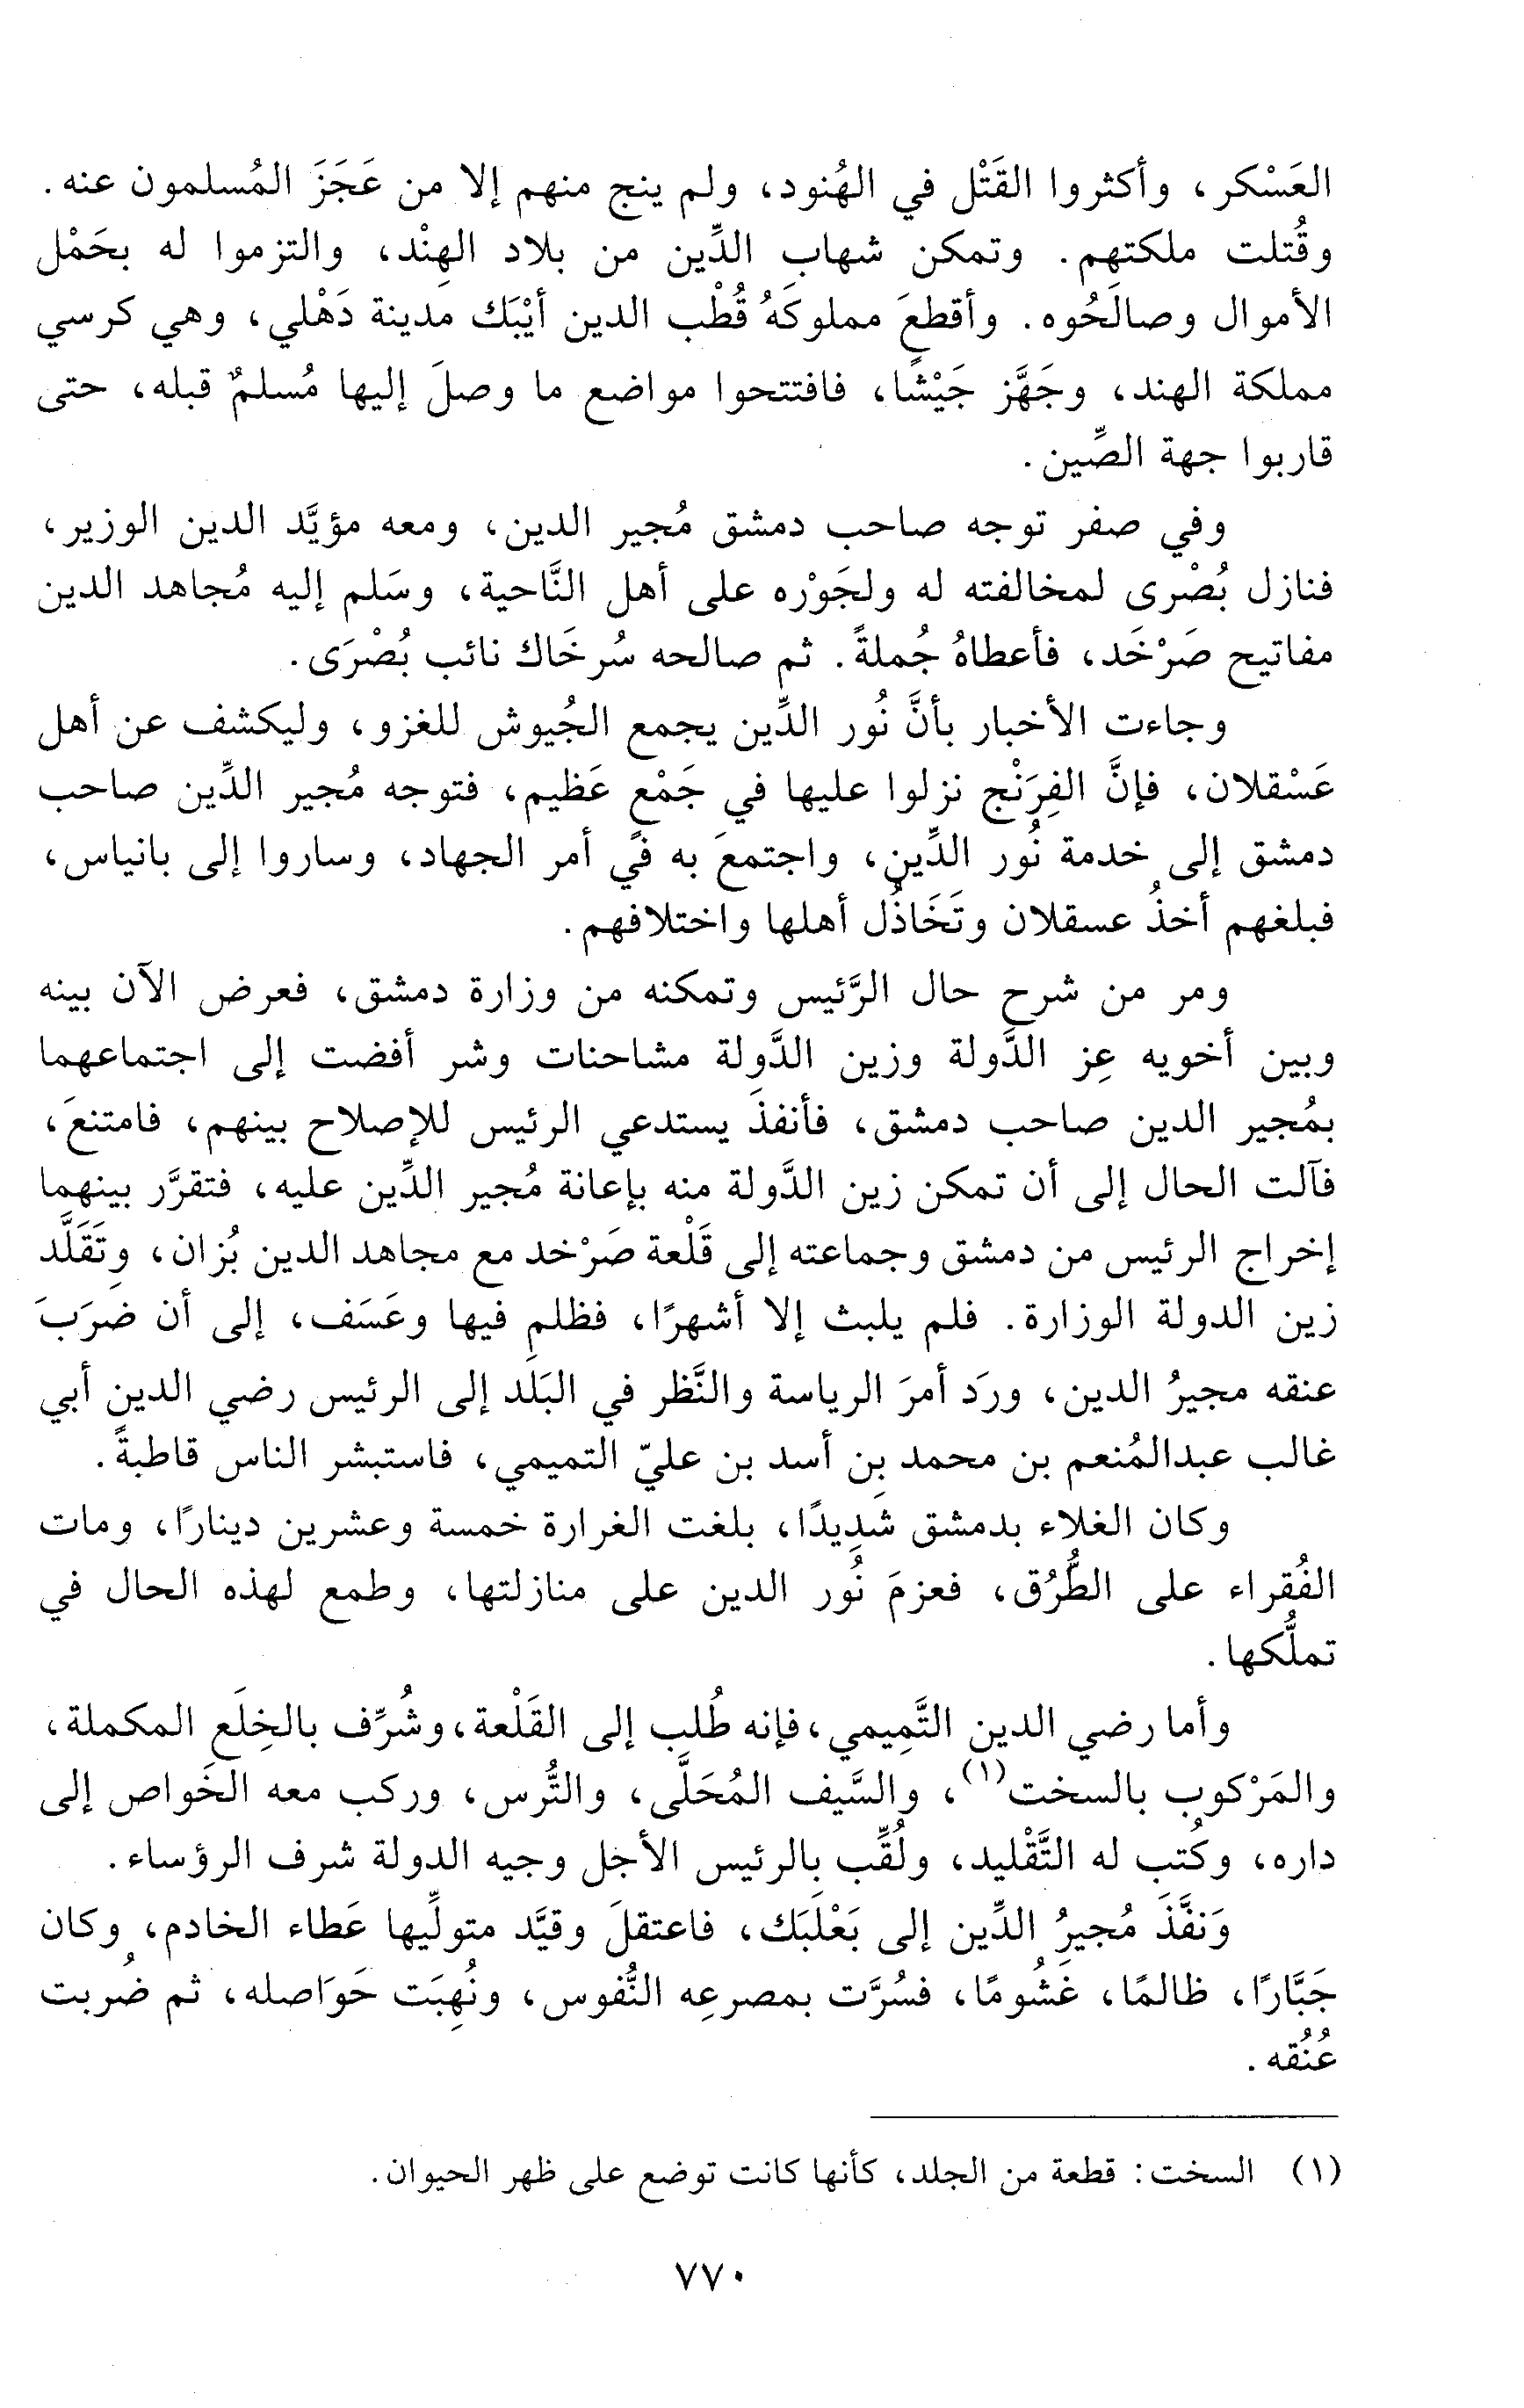 العَسْكر، وأكثروا القَتْل في الهُنود، ولم ينج منهم إلا من عَجَزَ المُسلمون عنه.
وقُتلت ملكتهم. وتمكن شهاب الدِّين من بلاد الهِنْد، والتزموا له بحَمْل
الأموال وصالَحُوه. وأقطعَ مملوكَهُ قُطْب الدين أيْبَك مدينة دَهْلي، وهي كرسي
مملكة الهند، وجَهَّز جَيْشًا، فافتتحوا مواضع ما وصلَ إليها مُسلمٌ قبله، حتى
قاربوا جهة الصِّين.
وفي صفر توجه صاحب دمشق مُجير الدين، ومعه مؤيَّد الدين الوزير،
فنازل بُصْرى لمخالفته له ولجَوْره على أهل النَّاحية، وسَلم إليه مُجاهد الدين
مفاتيح صَرْخَد، فأعطاهُ جُملةً. ثم صالحه سُرخَاك نائب بُصْرَى.
وجاءت الأخبار بأنَّ نُور الدِّين يجمع الجُيوش للغزو، وليكشف عن أهل
عَسْقلان، فإنَّ الفِرَنْج نزلوا عليها في جَمْع عَظيم، فتوجه مُجير الدِّين صاحب
دمشق إلى خدمة نُور الدِّين، واجتمعَ به في أمر الجهاد، وساروا إلى بانياس،
فبلغهم أخذُ عسقلان وتَخَاذُل أهلها واختلافهم.
ومر من شرح حال الرَّئيس وتمكنه من وزارة دمشق، فعرض الآن بينه
وبين أخويه عِز الدَّولة وزين الدَّولة مشاحنات وشر أفضت إلى اجتماعهما
بمُجير الدين صاحب دمشق، فأنفذَ يستدعي الرئيس للإصلاح بينهم، فامتنعَ،
فآلت الحال إلى أن تمكن زين الدَّولة منه بإعانة مُجير الدِّين عليه، فتقرَّر بينهما
إخراج الرئيس من دمشق وجماعته إلى قَلْعة صَرْخد مع مجاهد الدين بُزان، وتَقَلَّد
زين الدولة الوزارة. فلم يلبث إلا أشهرًا، فظلم فيها وعَسَف، إلى أن ضَرَبَ
عنقه مجيرُ الدين، ورَد أمرَ الرياسة والنَّظر في البَلَد إلى الرئيس رضي الدين أبي
غالب عبدالمُنعم بن محمد بن أسد بن عليّ التميمي، فاستبشر الناس قاطبةً.
وكان الغلاء بدمشق شديدًا، بلغت الغرارة خمسة وعشرين دينارًا، ومات
الفُقراء على الطُّرُق، فعزمَ نُور الدين على منازلتها، وطمع لهذه الحال في
تملُّكها.
وأما رضي الدين التَّمِيمي، فإنه طُلب إلى القَلْعة، وشُرِّف بالخِلَع المكملة،
والمَرْكوب بالسخت(١)، والسَّيف المُحَلَّى، والتُّرس، وركب معه الخَواص إلى
داره، وكُتب له التَّقْليد، ولُقِّب بالرئيس الأجل وجيه الدولة شرف الرؤساء.
وَنفَّذَ مُجيرُ الدِّين إلى بَعْلَبَك، فاعتقلَ وقيَّد متولِّيها عَطاء الخادم، وكان
جَبَّارًا، ظالمًا، غشُومًا، فسُرَّت بمصرعِه النُّفوس، ونُهِبَت حَوَاصله، ثم ضُربت
عُنُقه.
(١) السخت: قطعة من الجلد، كأنها كانت توضع على ظهر الحيوان.
٧٧٠